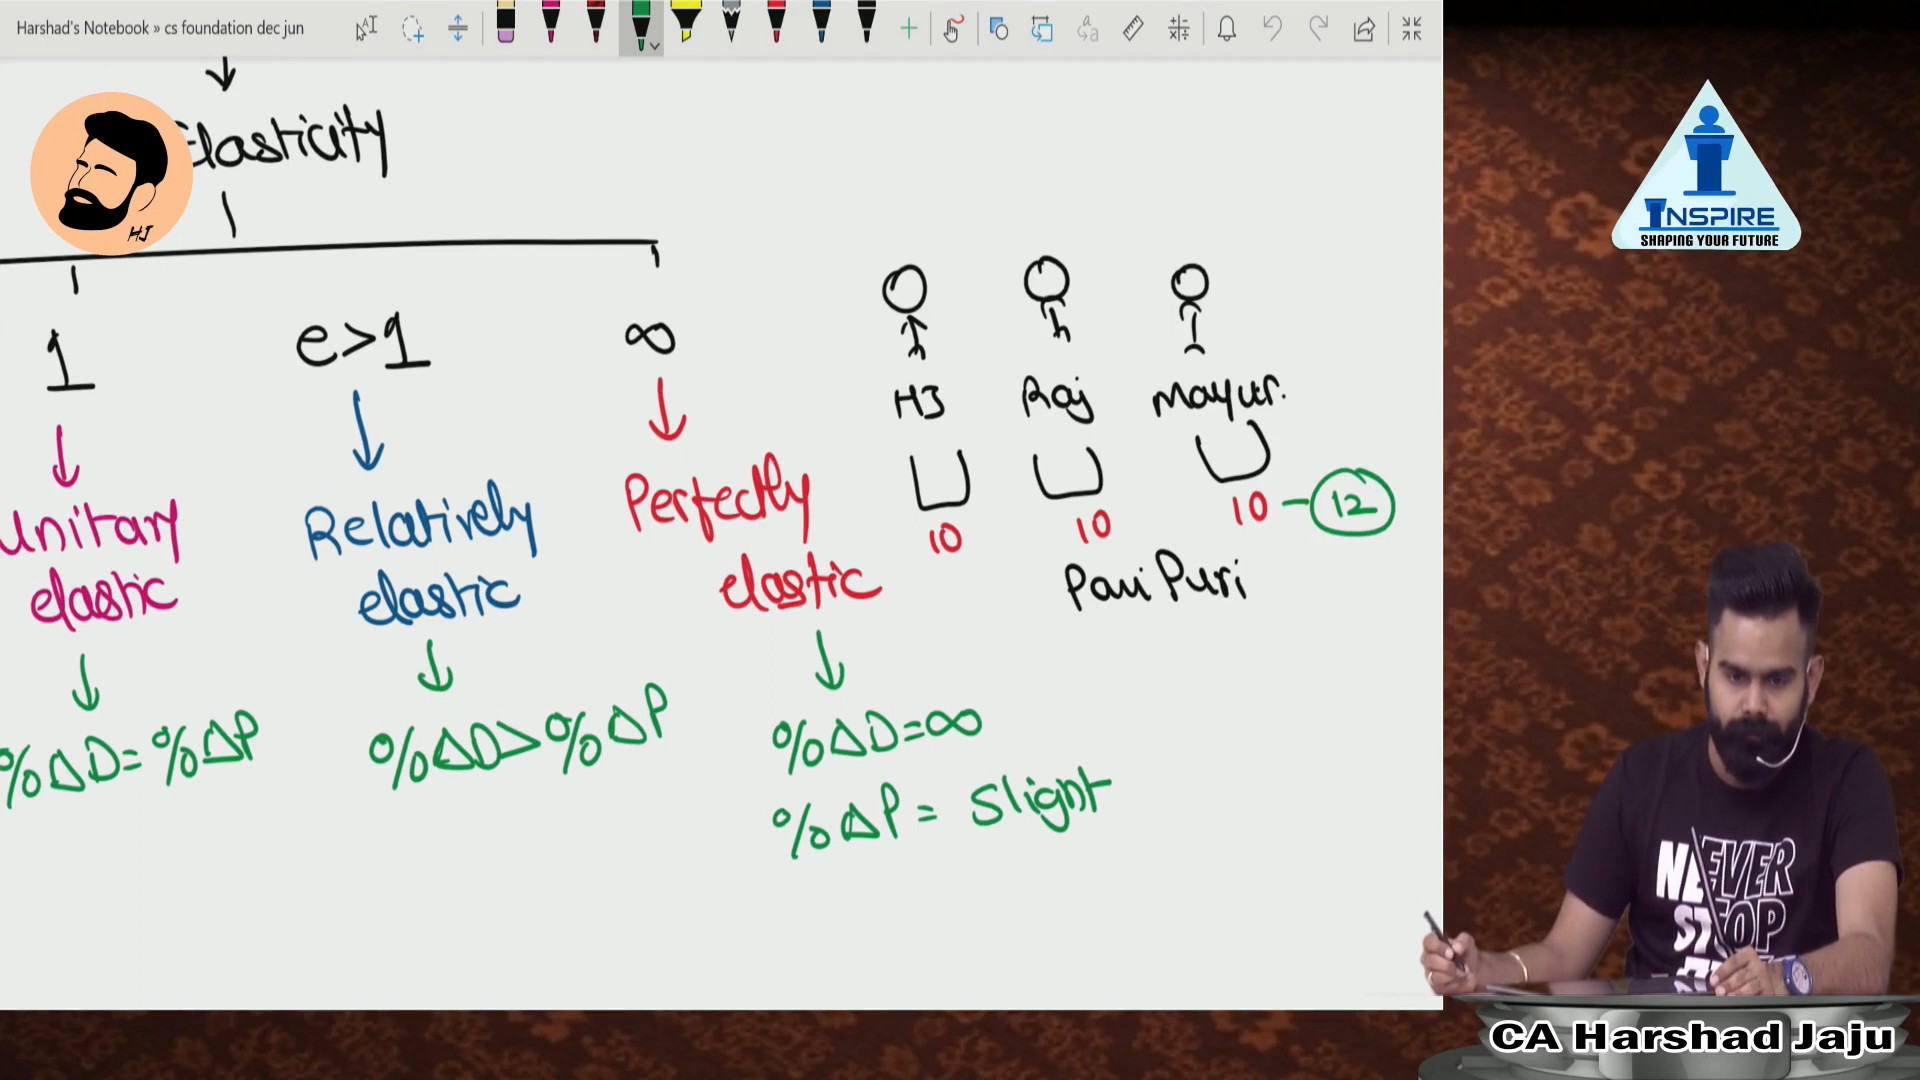 Harshad's Notebook » cs foundation dec jun
Elasticity
HJ
1
e>1
∞
Unitary
elastic
Relatively
elastic
Perfectly
elastic
%ΔD=%ΔP
%ΔD>%ΔP
%ΔD=∞
%ΔP = Slight
HJ
Raj
Mayur.
10
10
10 - 12
Pani Puri
INSPIRE
SHAPING YOUR FUTURE
NEVER
STOP
CA Harshad Jaju